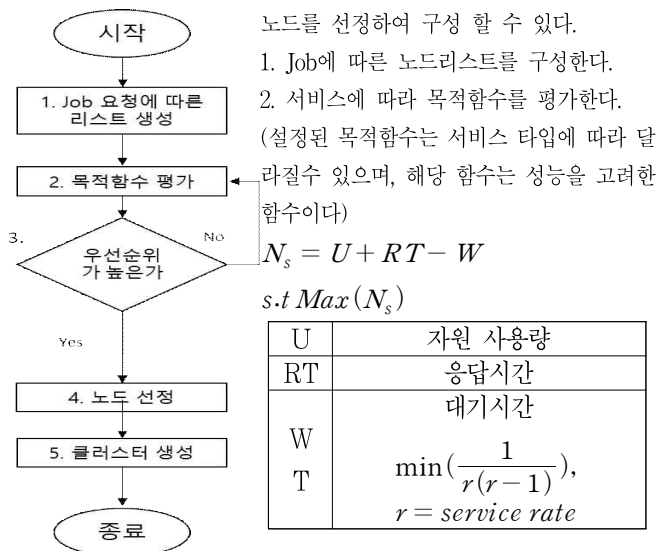 시작
1. Job 요청에 따른
리스트 생성
2. 목적함수 평가
3.
우선순위
가 높은가
No
Yes
4. 노드 선정
5. 클러스터 생성
종료
노드를 선정하여 구성 할 수 있다.
1. Job에 따른 노드리스트를 구성한다.
2. 서비스에 따라 목적함수를 평가한다.
(설정된 목적함수는 서비스 타입에 따라 달
라질수 있으며, 해당 함수는 성능을 고려한
함수이다)
N_s = U + RT − W
s.t Max(N_s)
U 자원 사용량
RT 응답시간
W
T
대기시간
min(1/r(r−1)),
r = service rate